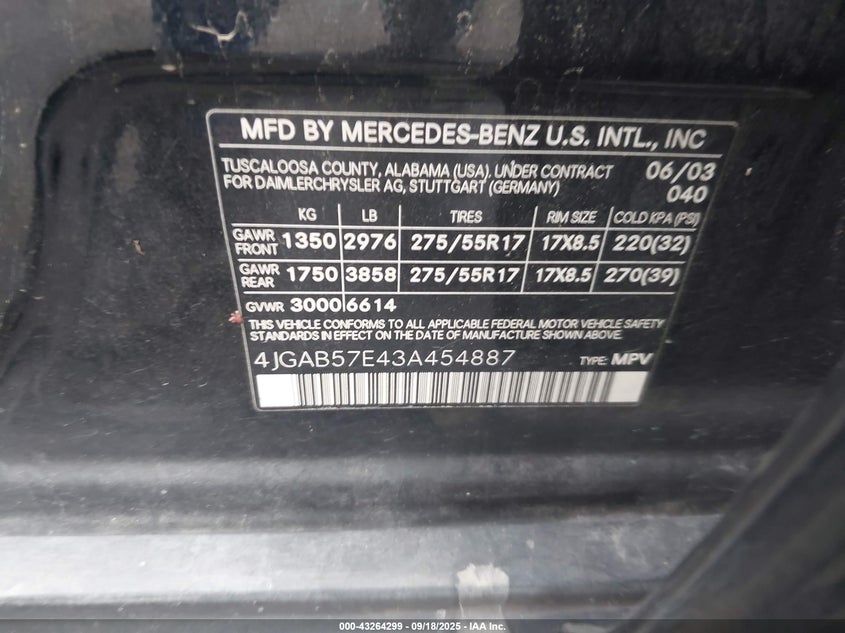 MFD BY MERCEDES-BENZ U.S. INTL., INC
TUSCALOOSA COUNTY, ALABAMA (USA). UNDER CONTRACT 06/03
FOR DAIMLERCHRYSLER AG, STUTTGART (GERMANY) 040
KG LB TIRES RIM SIZE COLD KPA (PSI)
GAWR FRONT 1350 2976 275/55R17 17X8.5 220(32)
GAWR REAR 1750 3858 275/55R17 17X8.5 270(39)
GVWR 3000 6614
THIS VEHICLE CONFORMS TO ALL APPLICABLE FEDERAL MOTOR VEHICLE SAFETY
STANDARDS IN EFFECT ON THE DATE OF MANUFACTURE SHOWN ABOVE.
4JGAB57E43A454887 TYPE: MPV
000-43264299 - 09/18/2025 - IAA Inc.